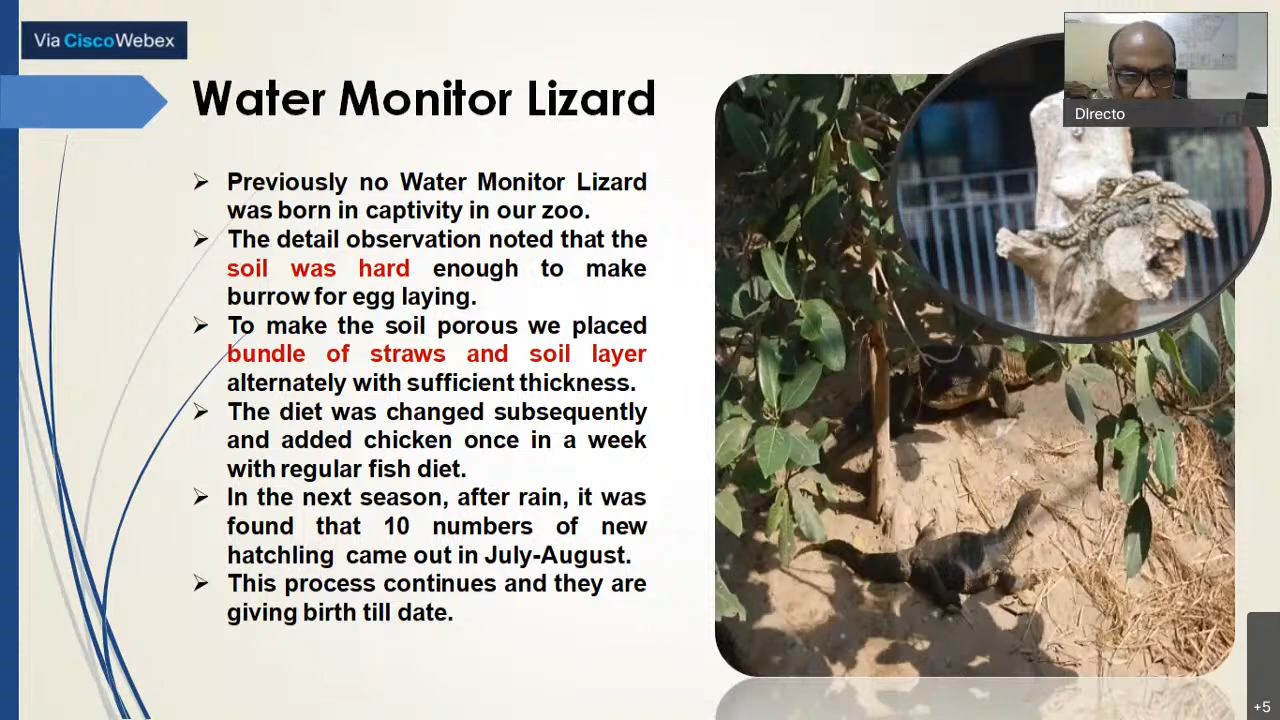 Via CiscoWebex
DIrecto
Water Monitor Lizard
Previously no Water Monitor Lizard
was born in captivity in our zoo.
The detail observation noted that the
soil was hard enough to make
burrow for egg laying.
To make the soil porous we placed
bundle of straws and soil layer
alternately with sufficient thickness.
The diet was changed subsequently
and added chicken once in a week
with regular fish diet.
In the next season, after rain, it was
found that 10 numbers of new
hatchling came out in July-August.
This process continues and they are
giving birth till date.
+5